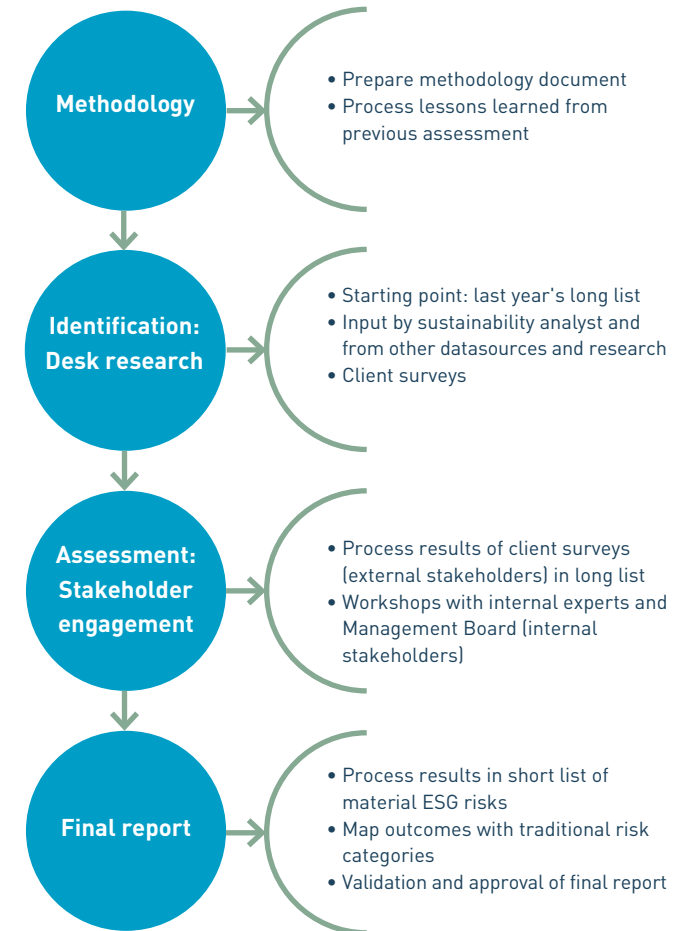 Methodology
• Prepare methodology document
• Process lessons learned from
previous assessment
Identification:
Desk research
• Starting point: last year's long list
• Input by sustainability analyst and
from other datasources and research
• Client surveys
Assessment:
Stakeholder
engagement
• Process results of client surveys
(external stakeholders) in long list
• Workshops with internal experts and
Management Board (internal
stakeholders)
Final report
• Process results in short list of
material ESG risks
• Map outcomes with traditional risk
categories
• Validation and approval of final report